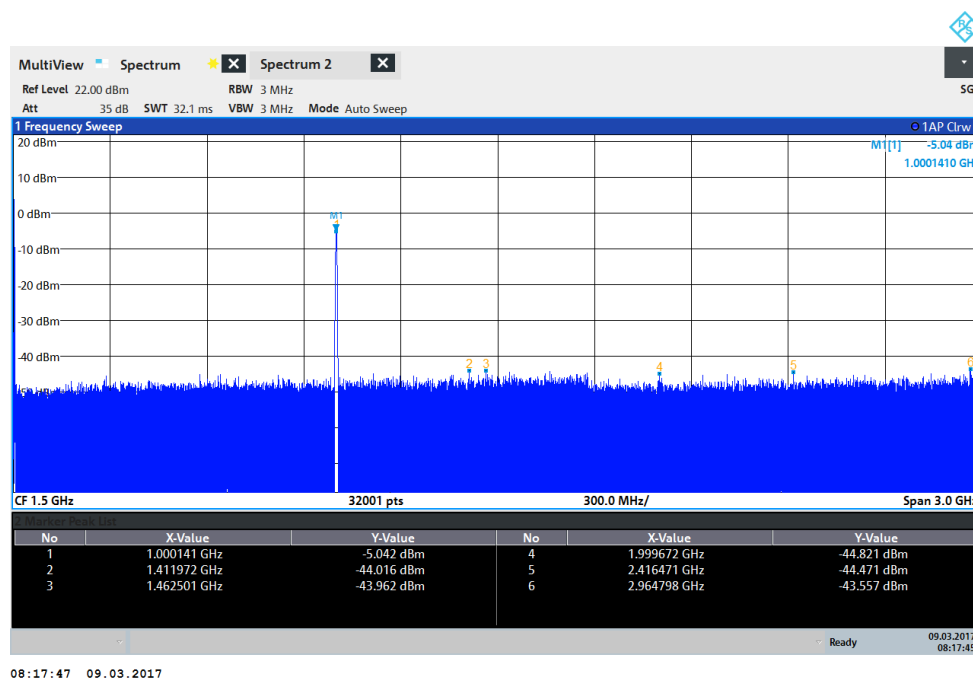 R S
MultiView Spectrum X Spectrum 2 X
Ref Level 22.00 dBm RBW 3 MHz SG
Att 35 dB SWT 32.1 ms VBW 3 MHz Mode Auto Sweep
1 Frequency Sweep 1AP Clrw
20 dBm M1[1] -5.04 dBr
1.0001410 GH
10 dBm
0 dBm M1
1
-10 dBm
-20 dBm
-30 dBm
-40 dBm 2 3 4 5 6
CF 1.5 GHz 32001 pts 300.0 MHz/ Span 3.0 GH
2 Marker Peak List
No X-Value Y-Value No X-Value Y-Value
1 1.000141 GHz -5.042 dBm 4 1.999672 GHz -44.821 dBm
2 1.411972 GHz -44.016 dBm 5 2.416471 GHz -44.471 dBm
3 1.462501 GHz -43.962 dBm 6 2.964798 GHz -43.557 dBm
Ready 09.03.2017
08:17:45
08:17:47 09.03.2017